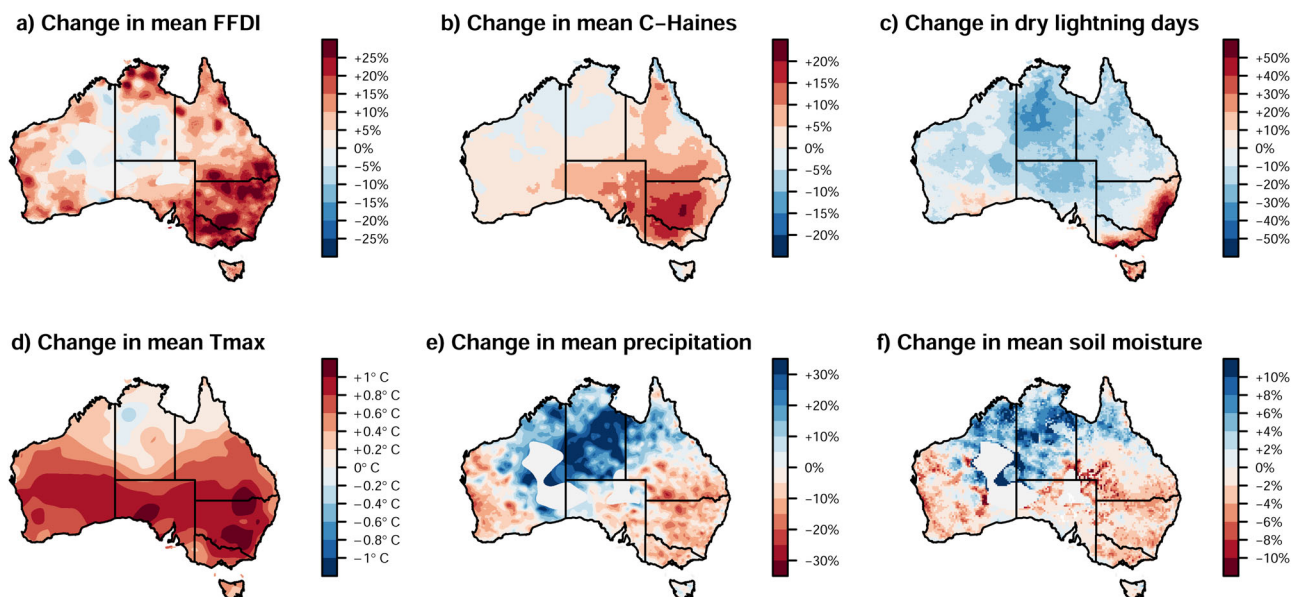 a) Change in mean FFDI
+25%
+20%
+15%
+10%
+5%
0%
−5%
−10%
−15%
−20%
−25%
b) Change in mean C−Haines
+20%
+15%
+10%
+5%
0%
−5%
−10%
−15%
−20%
c) Change in dry lightning days
+50%
+40%
+30%
+20%
+10%
0%
−10%
−20%
−30%
−40%
−50%
d) Change in mean Tmax
+1° C
+0.8° C
+0.6° C
+0.4° C
+0.2° C
0° C
−0.2° C
−0.4° C
−0.6° C
−0.8° C
−1° C
e) Change in mean precipitation
+30%
+20%
+10%
0%
−10%
−20%
−30%
f) Change in mean soil moisture
+10%
+8%
+6%
+4%
+2%
0%
−2%
−4%
−6%
−8%
−10%